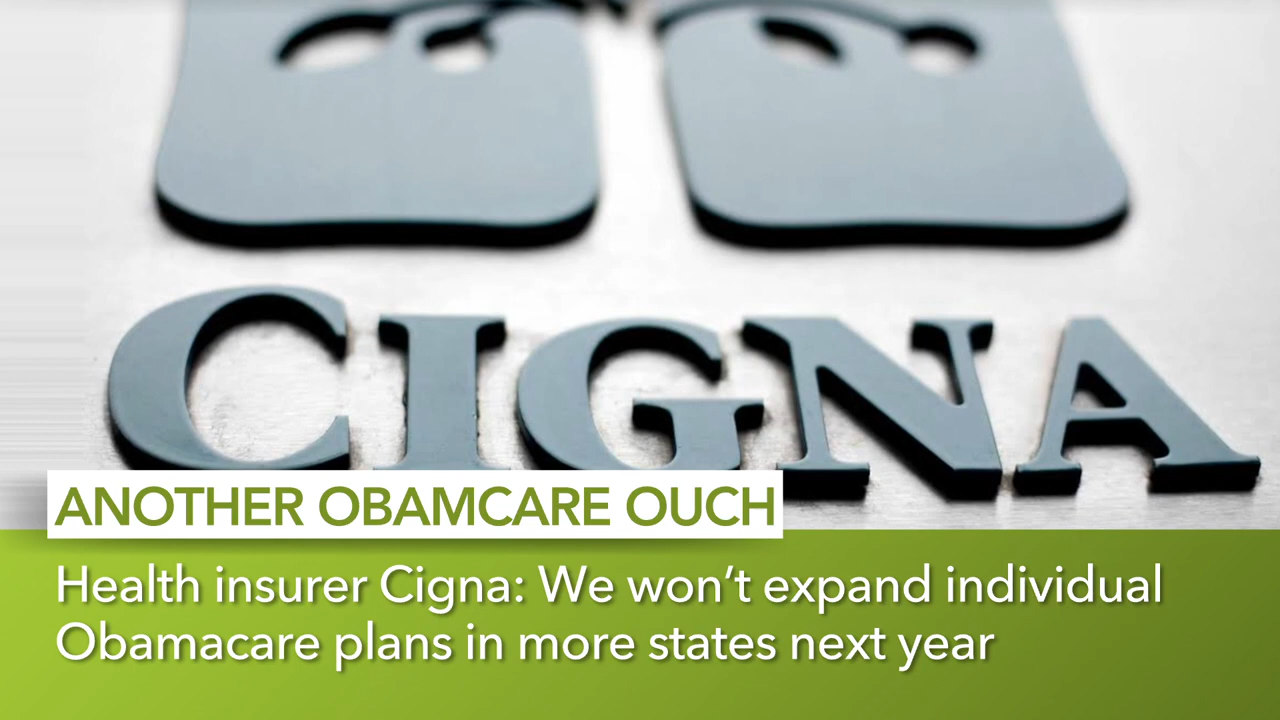 CIGNA
ANOTHER OBAMCARE OUCH
Health insurer Cigna: We won’t expand individual
Obamacare plans in more states next year